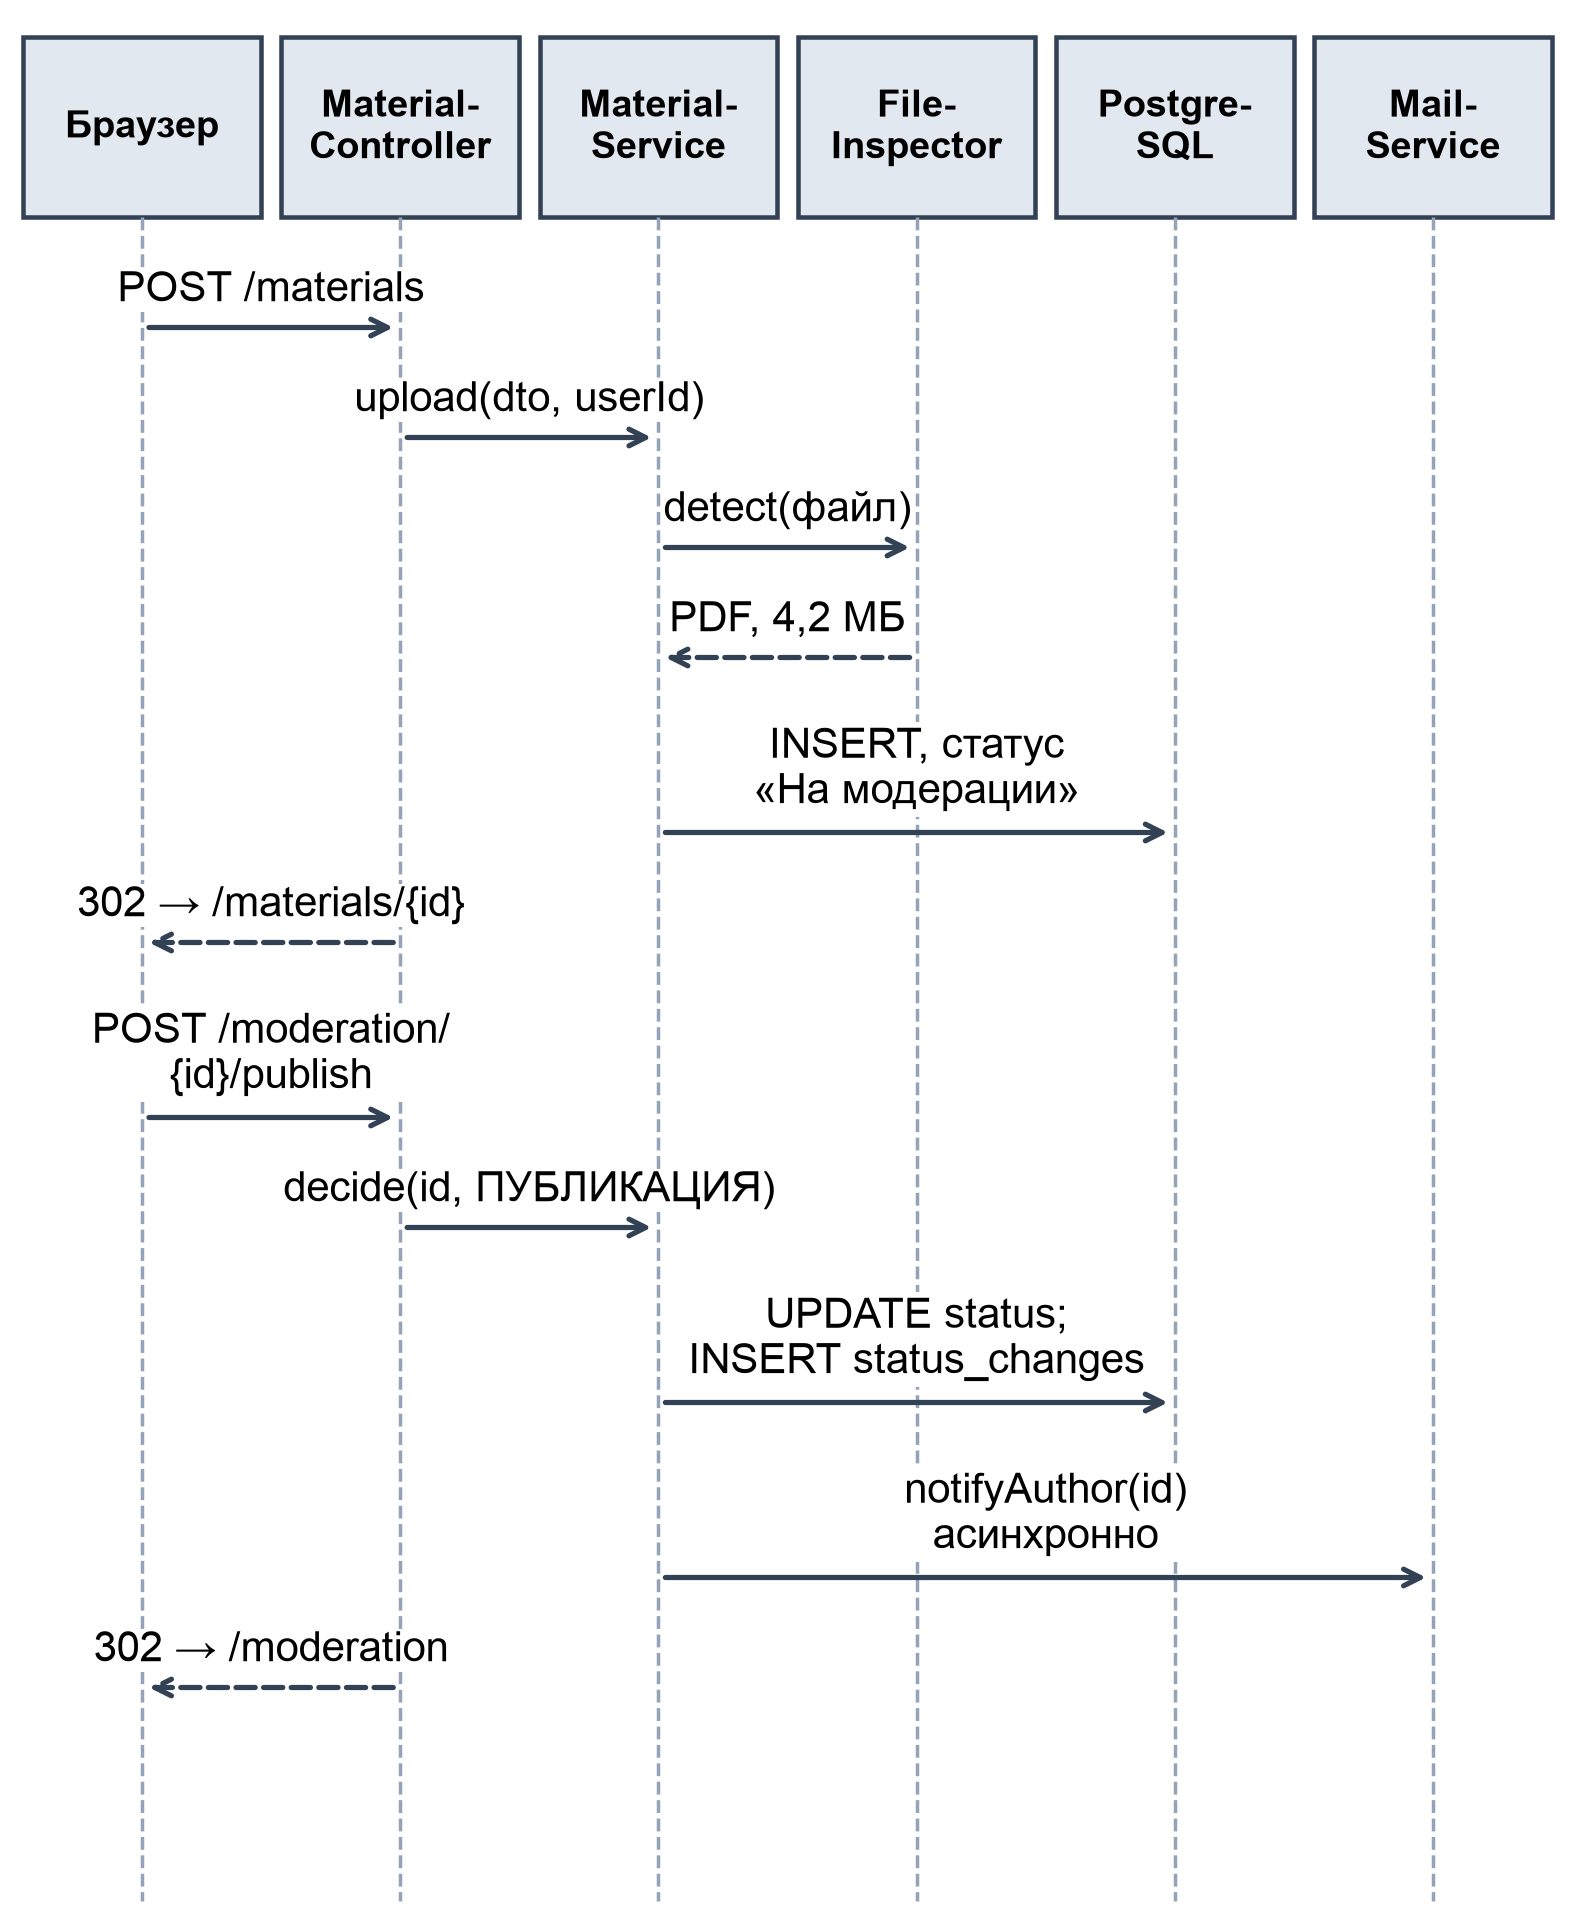 Браузер
Material-
Controller
Material-
Service
File-
Inspector
Postgre-
SQL
Mail-
Service
POST /materials
upload(dto, userId)
detect(файл)
PDF, 4,2 МБ
INSERT, статус
«На модерации»
302 → /materials/{id}
POST /moderation/
{id}/publish
decide(id, ПУБЛИКАЦИЯ)
UPDATE status;
INSERT status_changes
notifyAuthor(id)
асинхронно
302 → /moderation